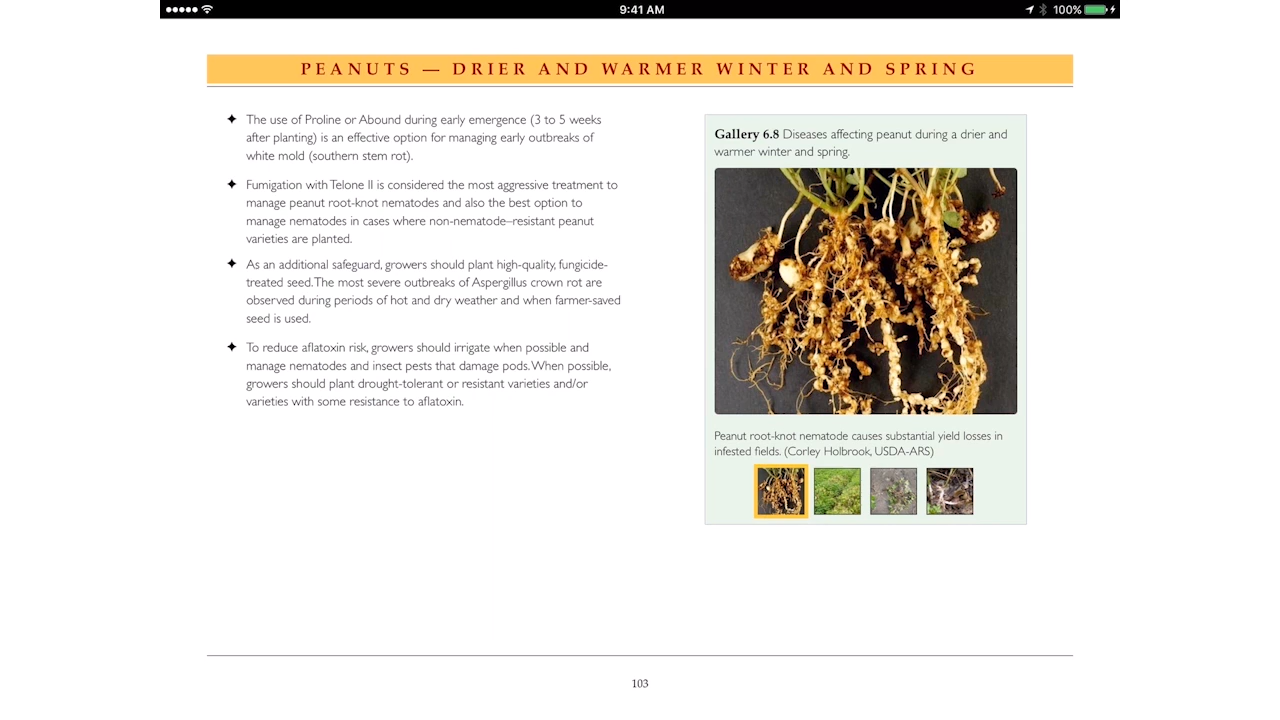 9:41 AM
100%
PEANUTS — DRIER AND WARMER WINTER AND SPRING
✦ The use of Proline or Abound during early emergence (3 to 5 weeks
after planting) is an effective option for managing early outbreaks of
white mold (southern stem rot).
✦ Fumigation with Telone II is considered the most aggressive treatment to
manage peanut root-knot nematodes and also the best option to
manage nematodes in cases where non-nematode–resistant peanut
varieties are planted.
✦ As an additional safeguard, growers should plant high-quality, fungicide-
treated seed. The most severe outbreaks of Aspergillus crown rot are
observed during periods of hot and dry weather and when farmer-saved
seed is used.
✦ To reduce aflatoxin risk, growers should irrigate when possible and
manage nematodes and insect pests that damage pods. When possible,
growers should plant drought-tolerant or resistant varieties and/or
varieties with some resistance to aflatoxin.
Gallery 6.8 Diseases affecting peanut during a drier and
warmer winter and spring.
Peanut root-knot nematode causes substantial yield losses in
infested fields. (Corley Holbrook, USDA-ARS)
103